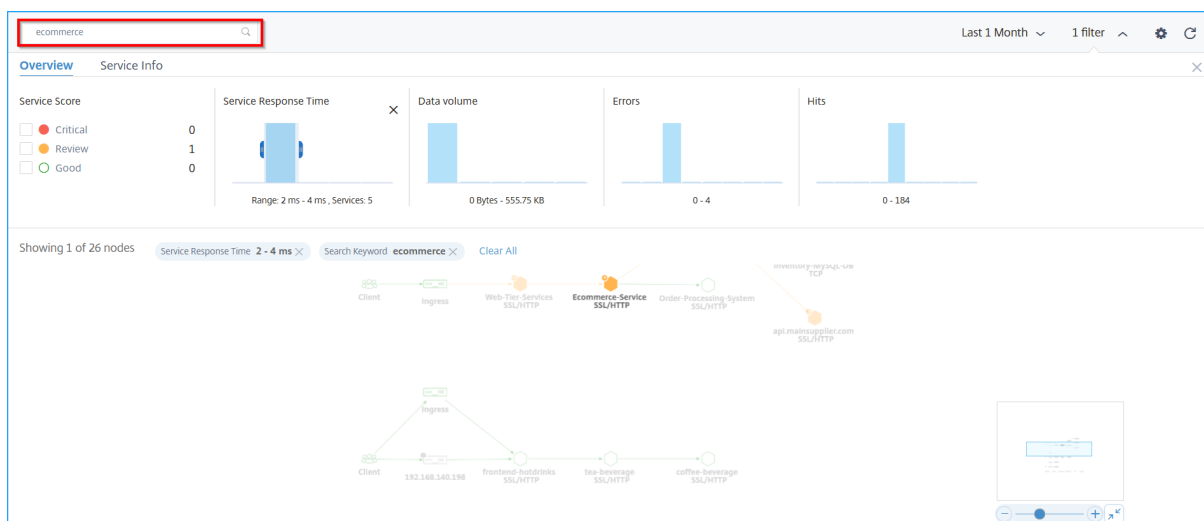 ecommerce
Last 1 Month
1 filter
Overview
Service Info
Service Score
Critical 0
Review 1
Good 0
Service Response Time
Range: 2 ms - 4 ms , Services: 5
Data volume
0 Bytes - 555.75 KB
Errors
0 - 4
Hits
0 - 184
Showing 1 of 26 nodes
Service Response Time 2 - 4 ms
Search Keyword ecommerce
Clear All
Inventory-MySQL-DB
TCP
Client
Ingress
Web-Tier-Services
SSL/HTTP
Ecommerce-Service
SSL/HTTP
Order-Processing-System
SSL/HTTP
api.mainsupplier.com
SSL/HTTP
Ingress
Client
192.168.140.196
frontend-hotdrinks
SSL/HTTP
tea-beverage
SSL/HTTP
coffee-beverage
SSL/HTTP